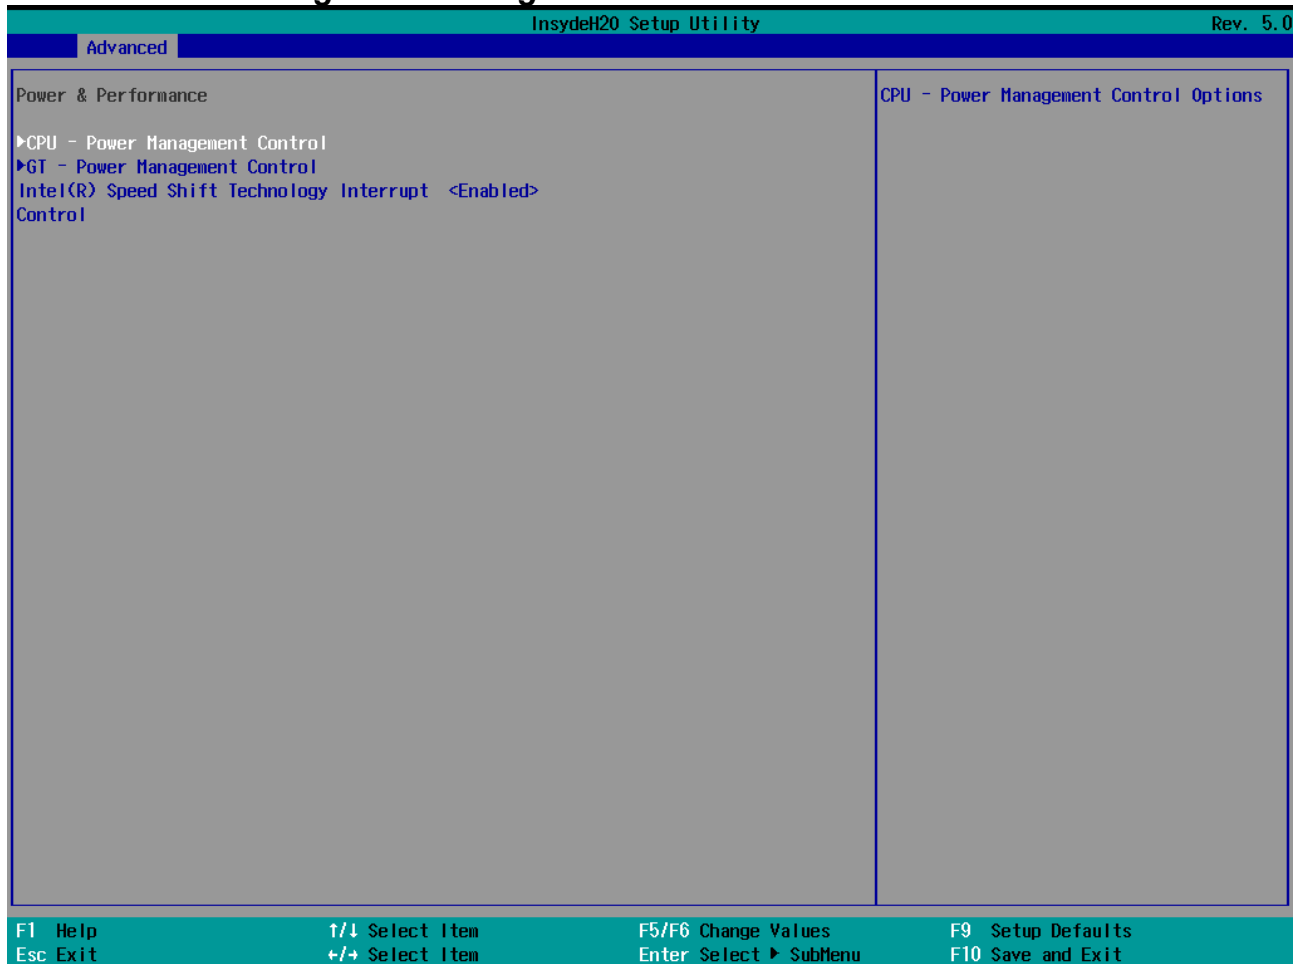 InsydeH20 Setup Utility Rev. 5.0
Advanced
Power & Performance
CPU - Power Management Control Options
▶CPU - Power Management Control
▶GT - Power Management Control
Intel(R) Speed Shift Technology Interrupt <Enabled>
Control
F1 Help ↑/↓ Select Item F5/F6 Change Values F9 Setup Defaults
Esc Exit ←/→ Select Item Enter Select ▶ SubMenu F10 Save and Exit